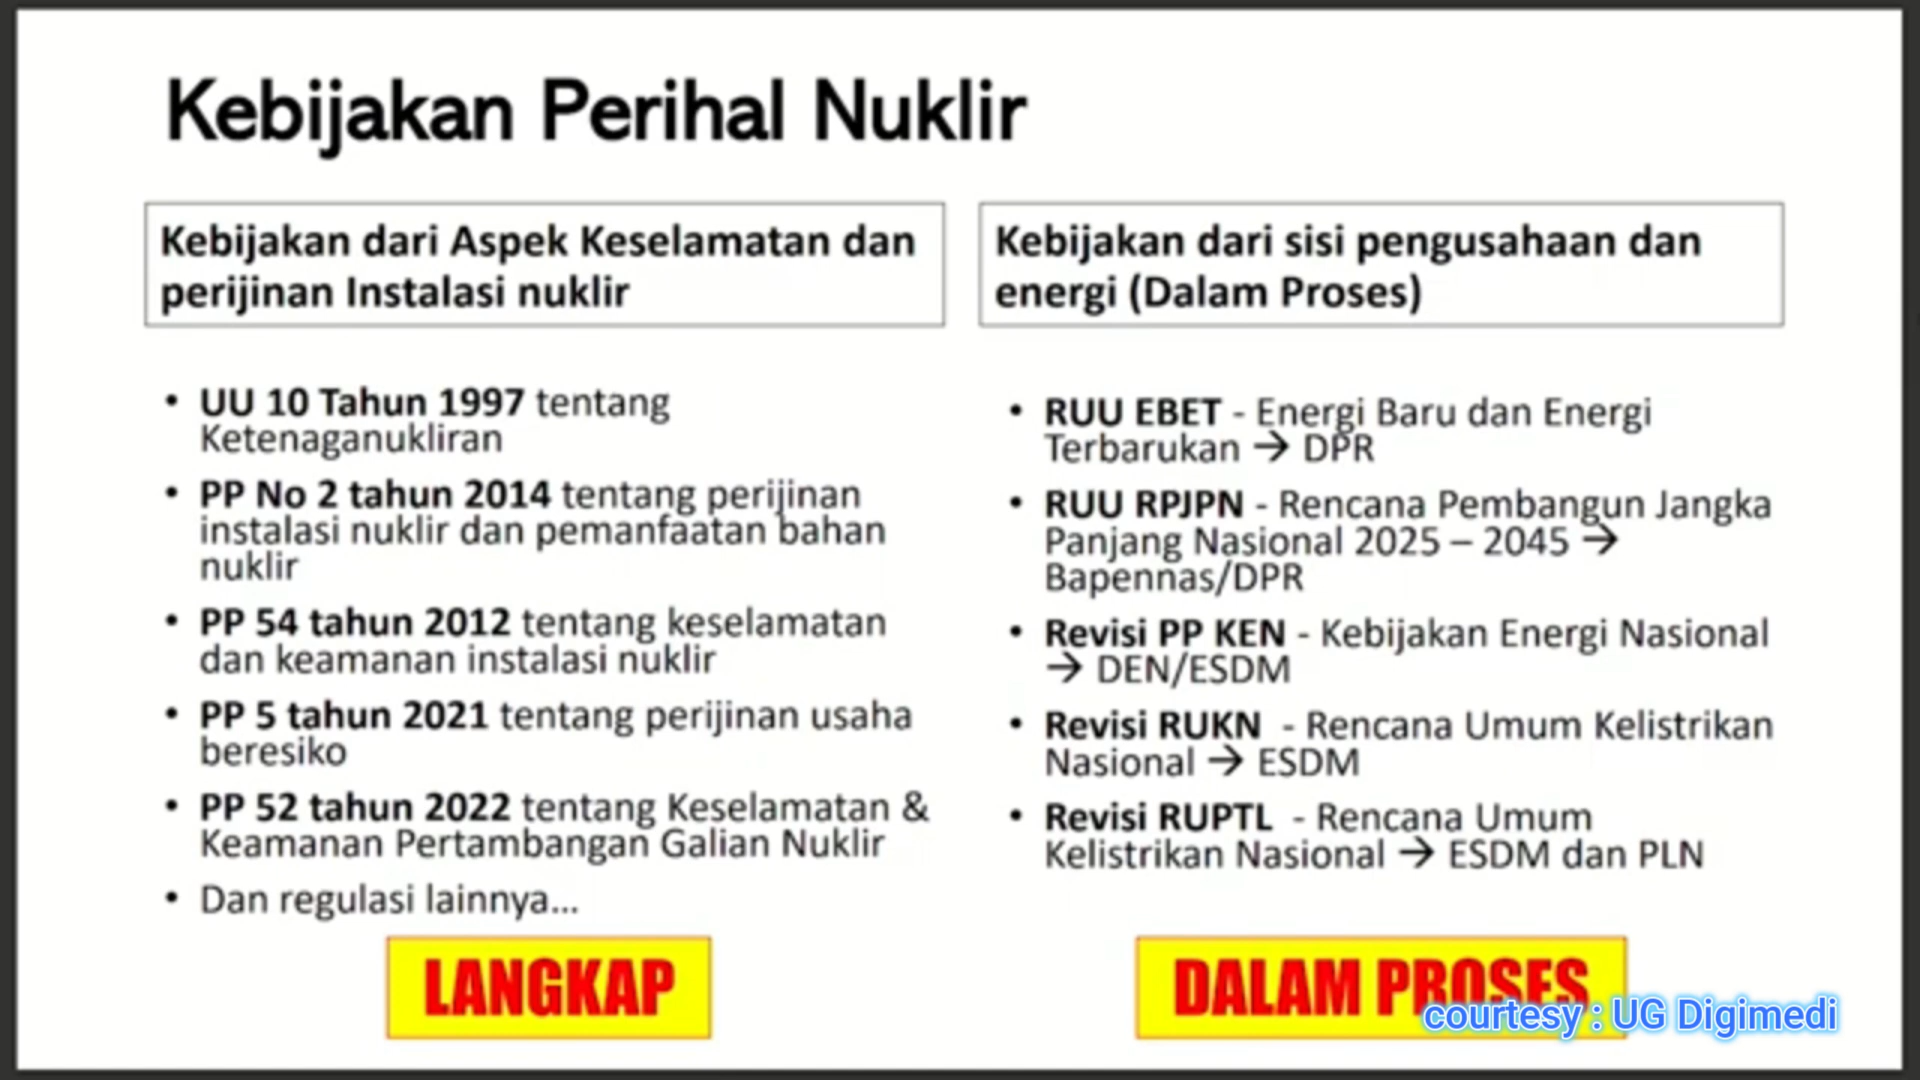 Kebijakan Perihal Nuklir
Kebijakan dari Aspek Keselamatan dan
perijinan Instalasi nuklir
• UU 10 Tahun 1997 tentang
Ketenaganukliran
• PP No 2 tahun 2014 tentang perijinan
instalasi nuklir dan pemanfaatan bahan
nuklir
• PP 54 tahun 2012 tentang keselamatan
dan keamanan instalasi nuklir
• PP 5 tahun 2021 tentang perijinan usaha
beresiko
• PP 52 tahun 2022 tentang Keselamatan &
Keamanan Pertambangan Galian Nuklir
• Dan regulasi lainnya...
LANGKAP
Kebijakan dari sisi pengusahaan dan
energi (Dalam Proses)
• RUU EBET - Energi Baru dan Energi
Terbarukan → DPR
• RUU RPJPN - Rencana Pembangun Jangka
Panjang Nasional 2025 – 2045 →
Bapennas/DPR
• Revisi PP KEN - Kebijakan Energi Nasional
→ DEN/ESDM
• Revisi RUKN - Rencana Umum Kelistrikan
Nasional → ESDM
• Revisi RUPTL - Rencana Umum
Kelistrikan Nasional → ESDM dan PLN
DALAM PROSES
courtesy : UG Digimedi